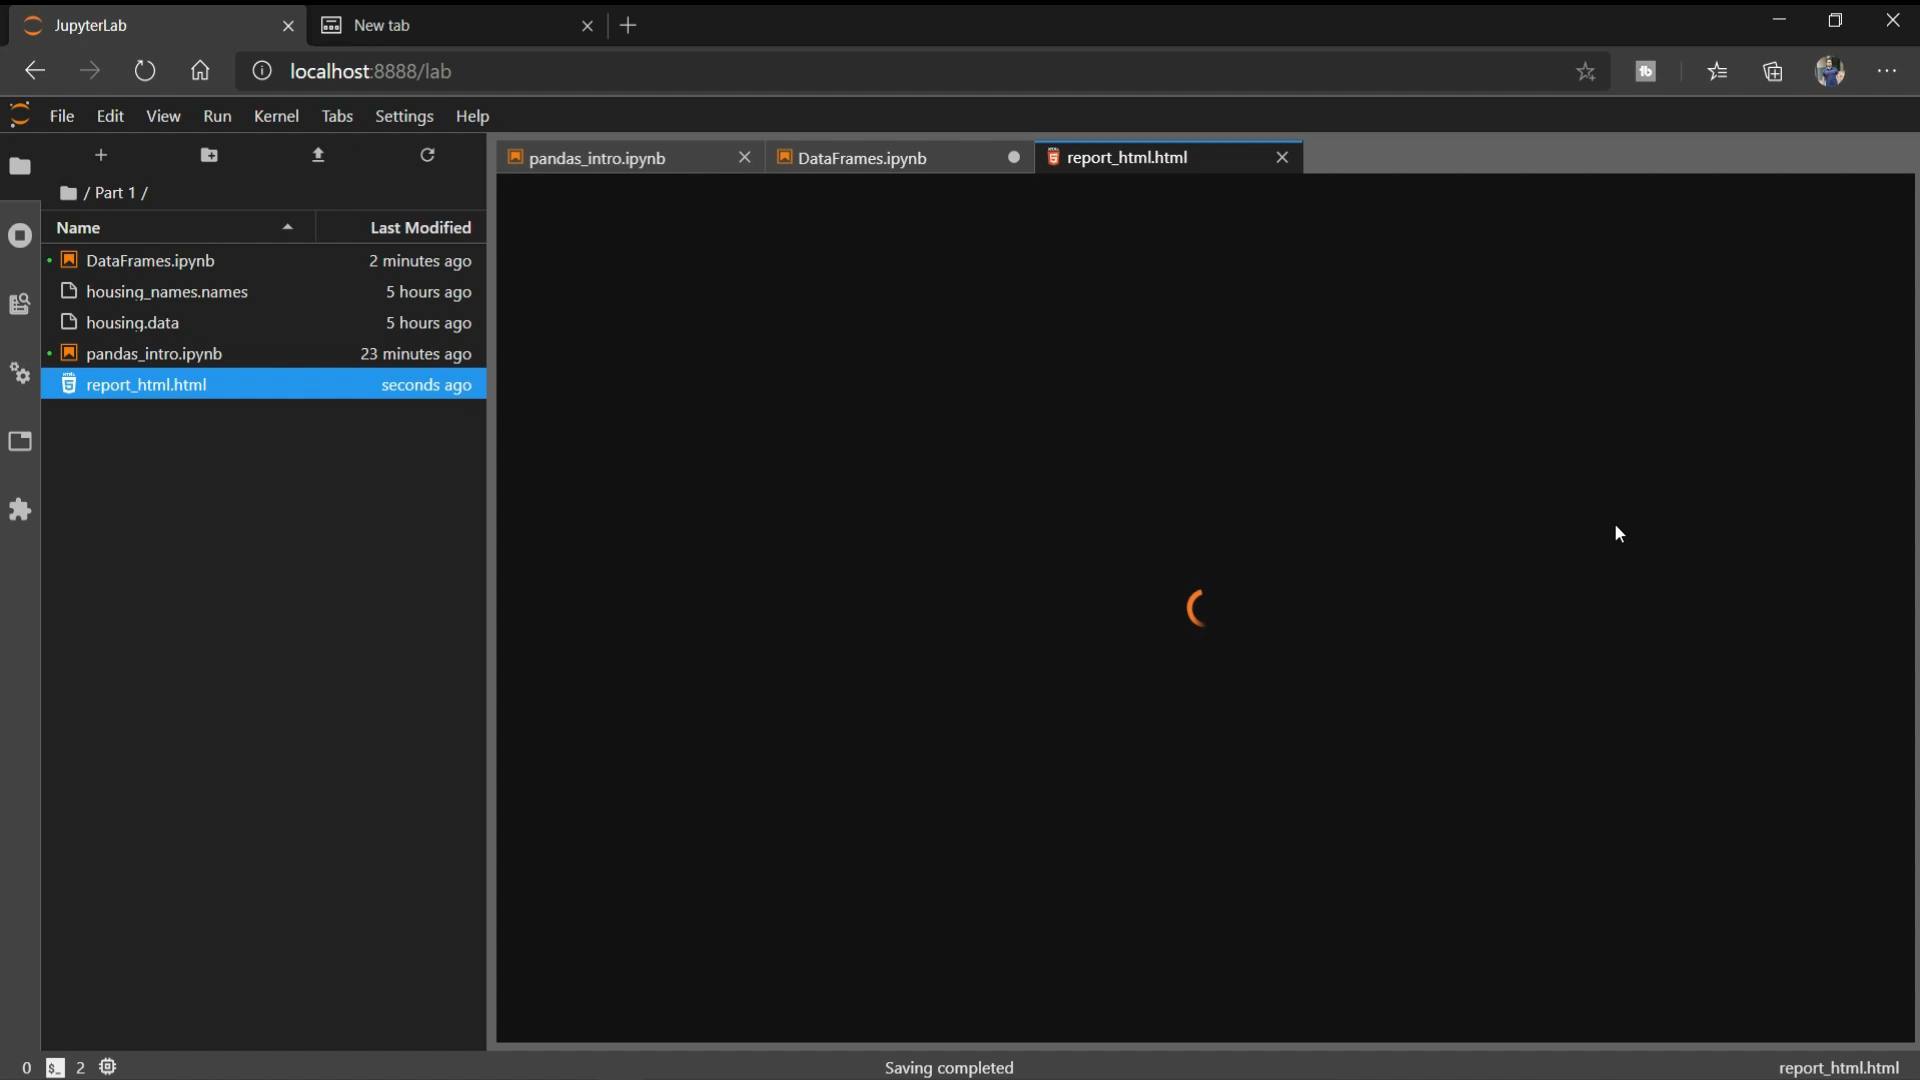 JupyterLab
New tab
localhost:8888/lab
File Edit View Run Kernel Tabs Settings Help
/ Part 1 /
Name Last Modified
DataFrames.ipynb 2 minutes ago
housing_names.names 5 hours ago
housing.data 5 hours ago
pandas_intro.ipynb 23 minutes ago
report_html.html seconds ago
pandas_intro.ipynb
DataFrames.ipynb
report_html.html
0 $_ 2
Saving completed
report_html.html